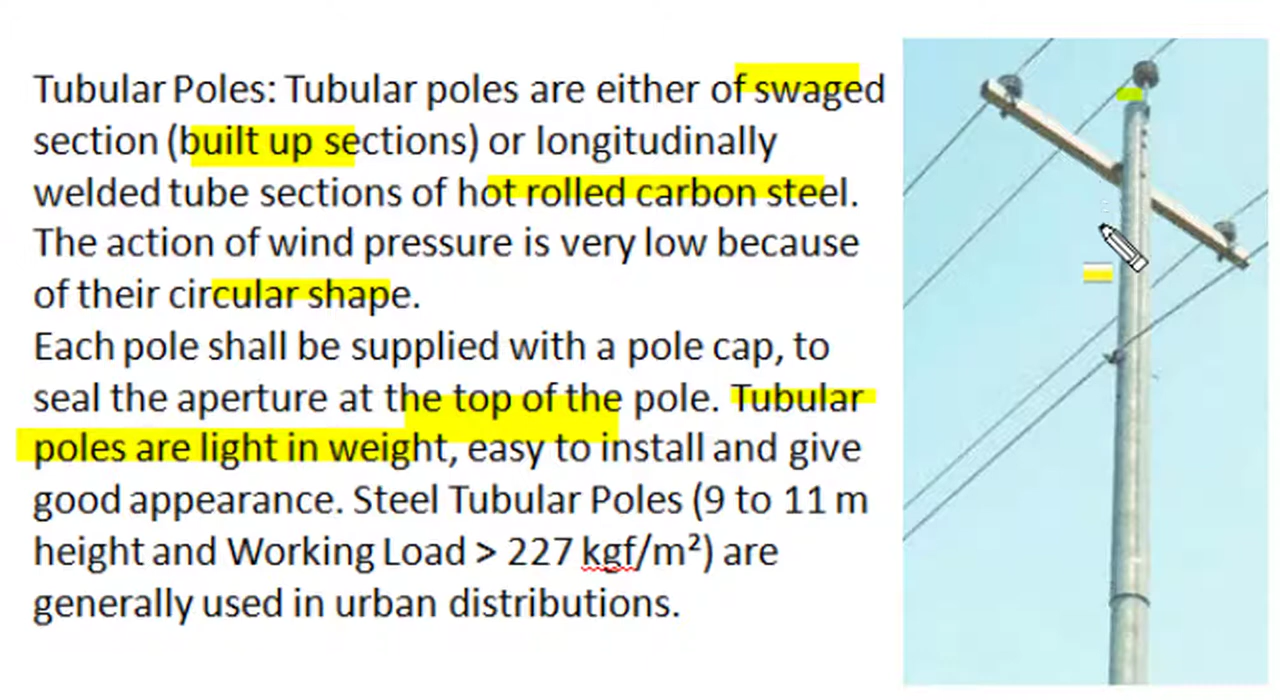 Tubular Poles: Tubular poles are either of swaged
section (built up sections) or longitudinally
welded tube sections of hot rolled carbon steel.
The action of wind pressure is very low because
of their circular shape.
Each pole shall be supplied with a pole cap, to
seal the aperture at the top of the pole. Tubular
poles are light in weight, easy to install and give
good appearance. Steel Tubular Poles (9 to 11 m
height and Working Load > 227 kgf/m²) are
generally used in urban distributions.